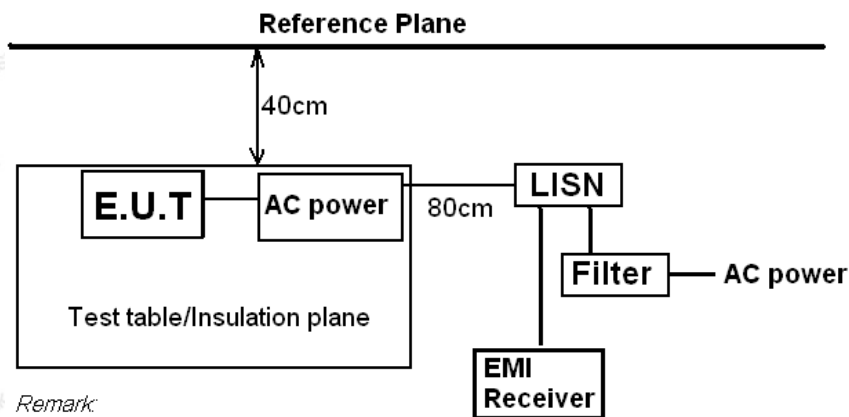 Reference Plane
40cm
E.U.T
AC power
80cm
LISN
Filter
AC power
Test table/Insulation plane
EMI
Receiver
Remark: